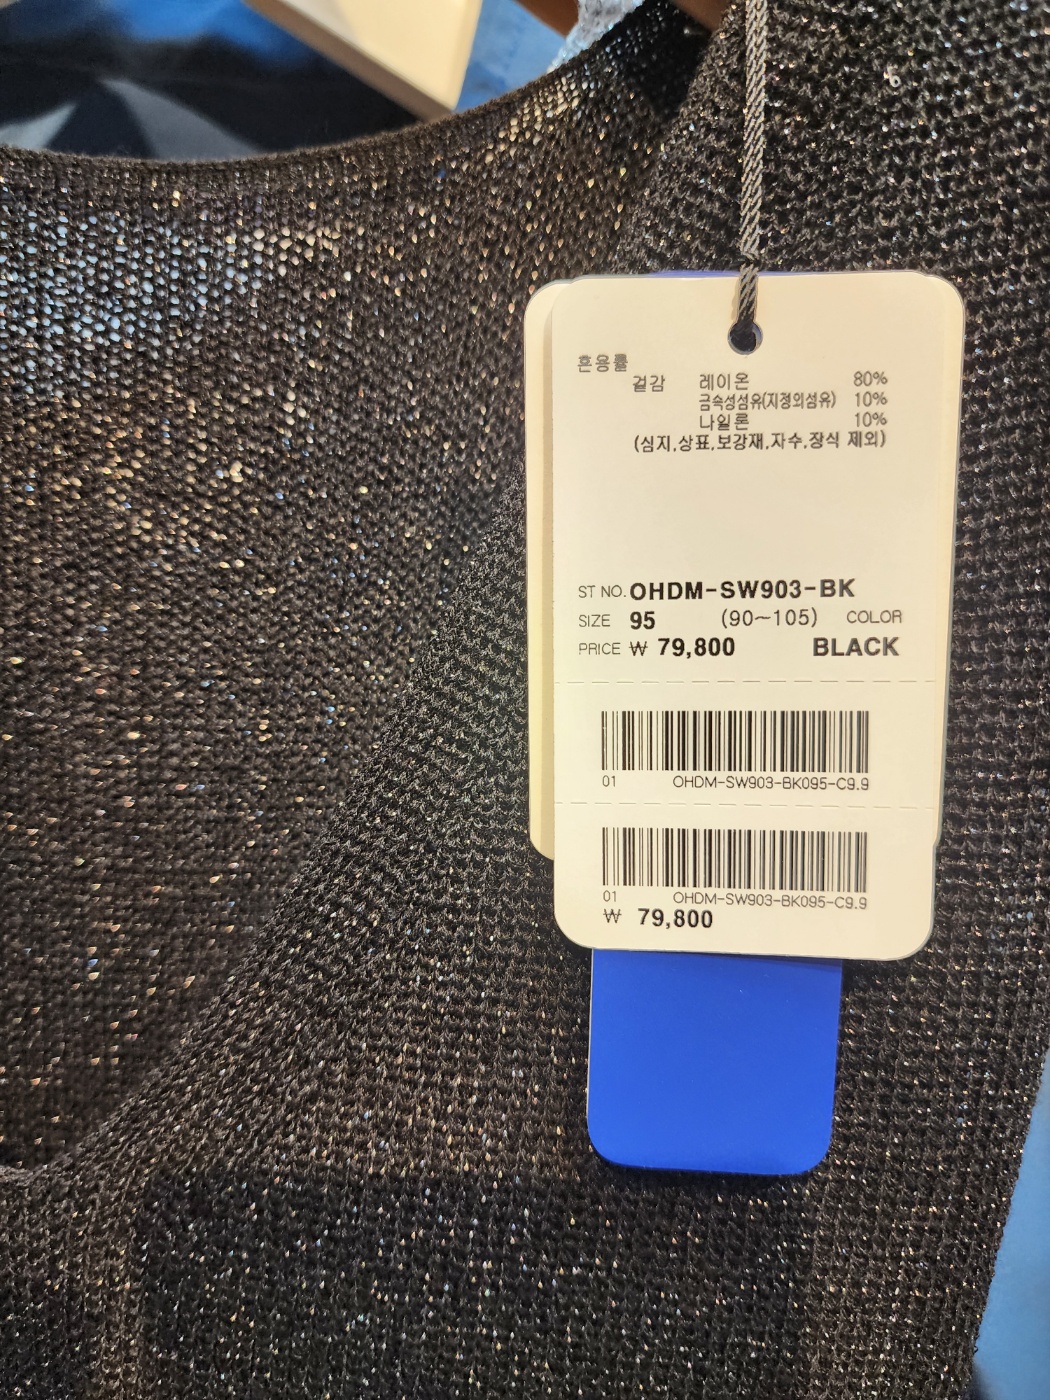 혼용률
겉감 레이온 80%
금속성섬유(지정외섬유) 10%
나일론 10%
(심지,상표,보강재,자수,장식 제외)
ST NO. OHDM-SW903-BK
SIZE 95 (90~105) COLOR
PRICE ₩ 79,800 BLACK
01 OHDM-SW903-BK095-C9.9
01 OHDM-SW903-BK095-C9.9
₩ 79,800